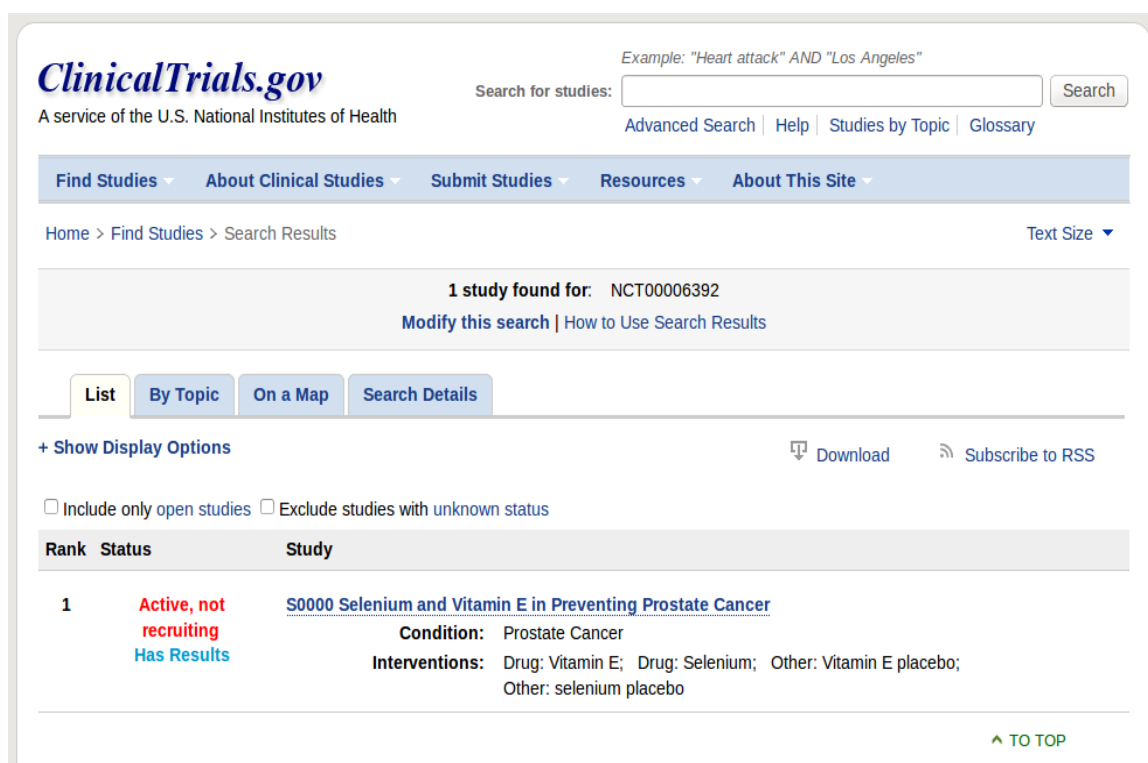 Example: "Heart attack" AND "Los Angeles"
ClinicalTrials.gov
Search for studies:
Search
A service of the U.S. National Institutes of Health
Advanced Search | Help | Studies by Topic | Glossary
Find Studies About Clinical Studies Submit Studies Resources About This Site
Home > Find Studies > Search Results
Text Size
1 study found for: NCT00006392
Modify this search | How to Use Search Results
List By Topic On a Map Search Details
+ Show Display Options
Download Subscribe to RSS
Include only open studies Exclude studies with unknown status
Rank Status Study
1 Active, not recruiting Has Results
S0000 Selenium and Vitamin E in Preventing Prostate Cancer
Condition: Prostate Cancer
Interventions: Drug: Vitamin E; Drug: Selenium; Other: Vitamin E placebo;
Other: selenium placebo
TO TOP